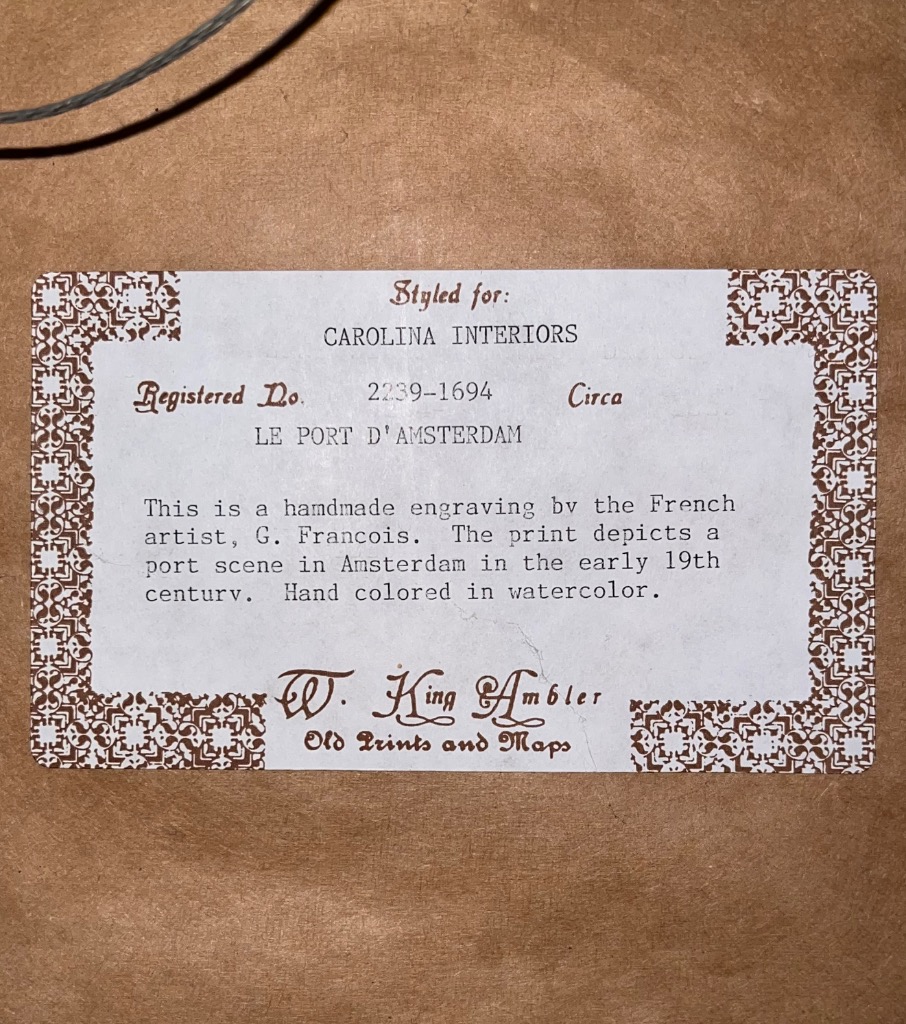 Styled for:
CAROLINA INTERIORS
Registered No. 2239-1694 Circa
LE PORT D'AMSTERDAM
This is a hamdmade engraving by the French
artist, G. Francois. The print depicts a
port scene in Amsterdam in the early 19th
century. Hand colored in watercolor.
W. King Ambler
Old Prints and Maps